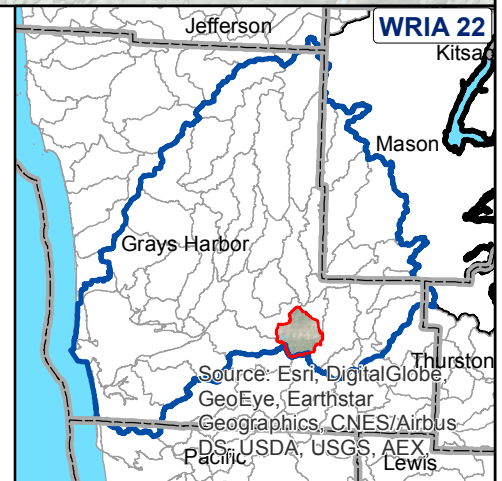 Jefferson
WRIA 22
Kitsap
Mason
Grays Harbor
Thurston
Source: Esri, DigitalGlobe,
GeoEye, Earthstar
Geographics, CNES/Airbus
DS, USDA, USGS, AEX,
Pacific
Lewis